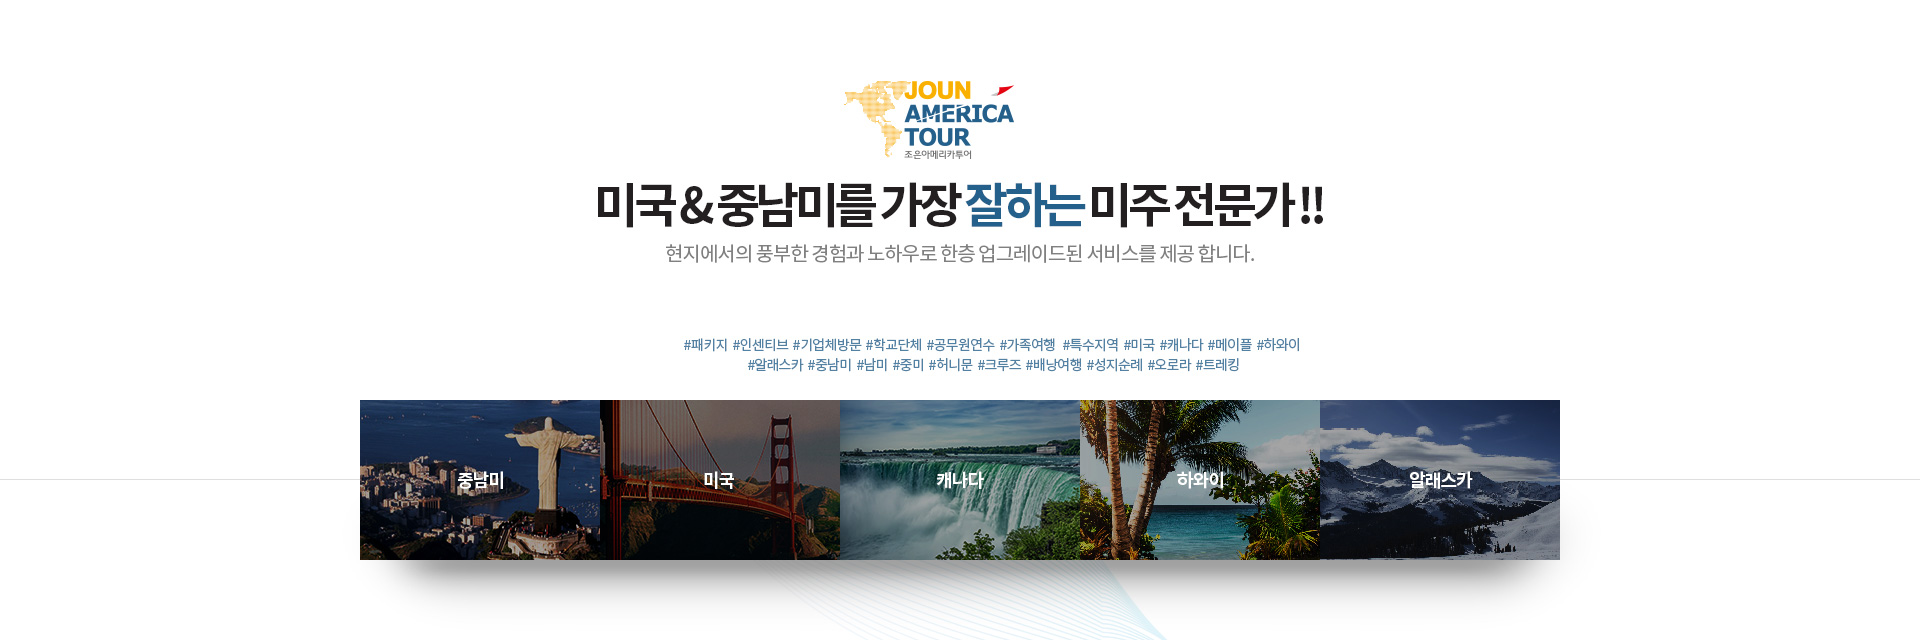 JOUN
AMERICA
TOUR
조은아메리카투어
미국 & 중남미를 가장 잘하는 미주 전문가 !!
현지에서의 풍부한 경험과 노하우로 한층 업그레이드된 서비스를 제공 합니다.
#패키지 #인센티브 #기업체방문 #학교단체 #공무원연수 #가족여행 #특수지역 #미국 #캐나다 #메이플 #하와이
#알래스카 #중남미 #남미 #중미 #허니문 #크루즈 #배낭여행 #성지순례 #오로라 #트레킹
중남미 미국 캐나다 하와이 알래스카